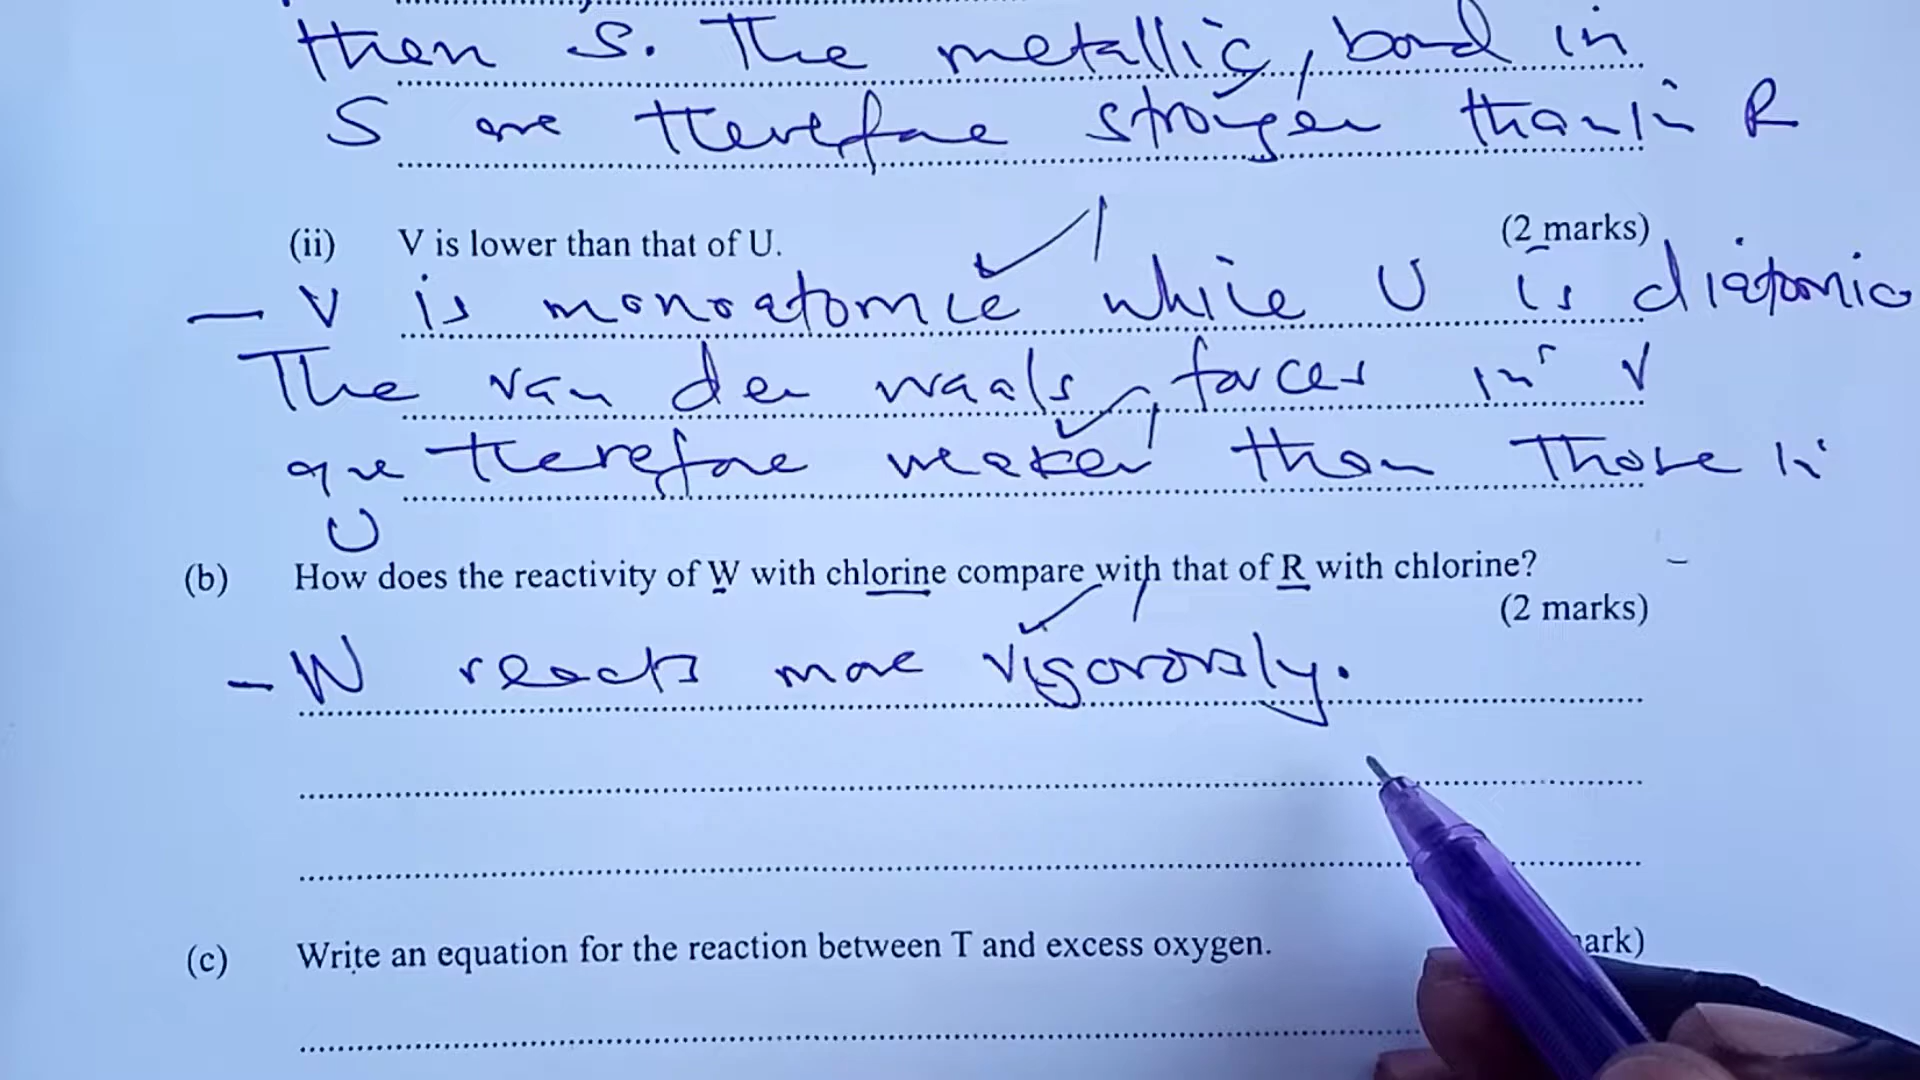 then S. The metallic bond in
S are therefore stronger than in R
(ii) V is lower than that of U. (2 marks)
- V is monoatomic while U is diatomic
The van der waals forces in V
are therefore weaker than those in
U
(b) How does the reactivity of W with chlorine compare with that of R with chlorine?
(2 marks)
- W reacts more vigorously.
(c) Write an equation for the reaction between T and excess oxygen. ark)